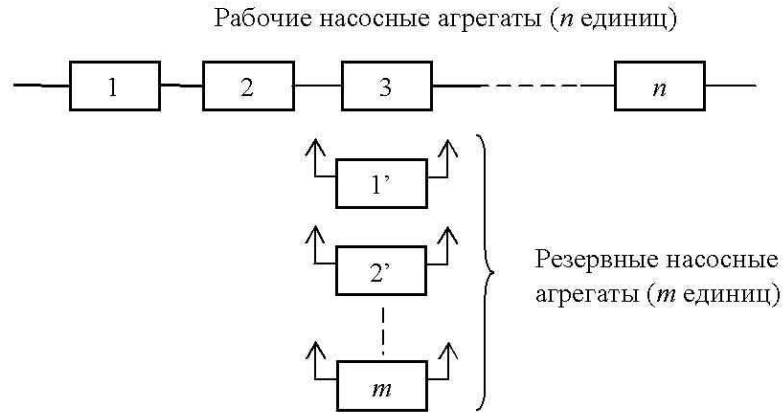 Рабочие насосные агрегаты (n единиц)
1 2 3 n
1’
2’
Резервные насосные
агрегаты (m единиц)
m